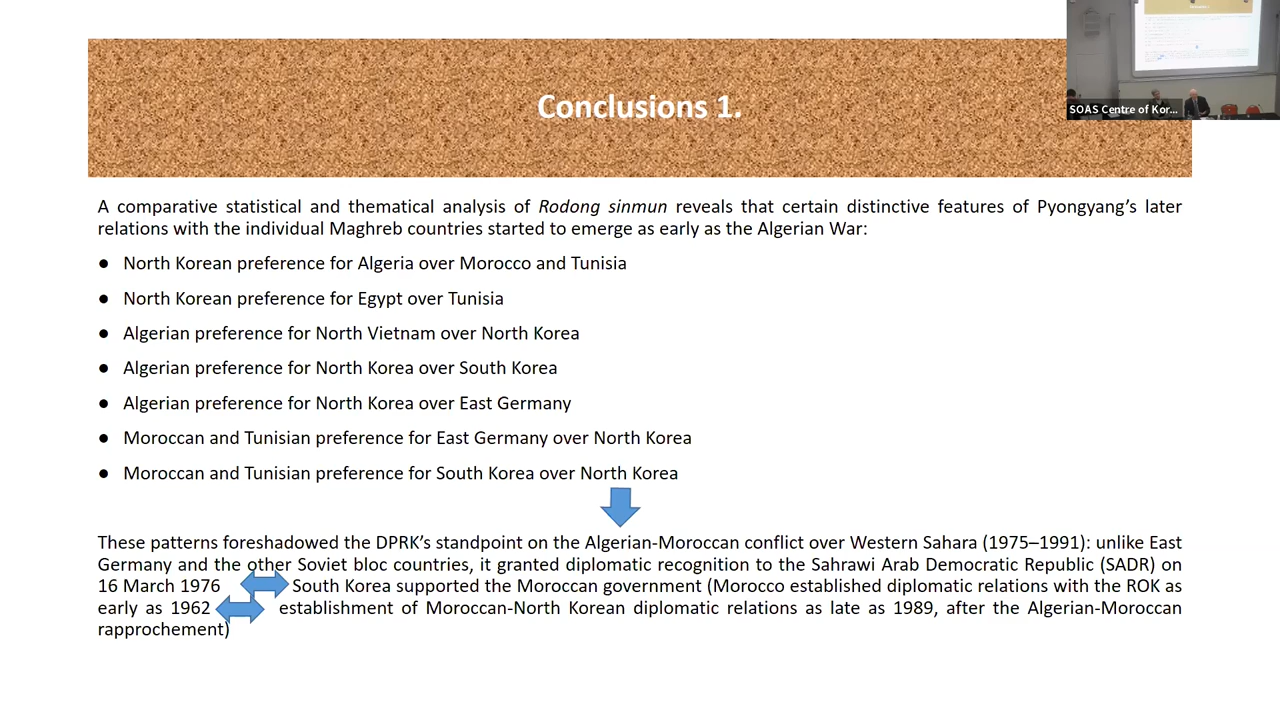 Conclusions 1.
SOAS Centre of Kor...
A comparative statistical and thematical analysis of Rodong sinmun reveals that certain distinctive features of Pyongyang’s later
relations with the individual Maghreb countries started to emerge as early as the Algerian War:
● North Korean preference for Algeria over Morocco and Tunisia
● North Korean preference for Egypt over Tunisia
● Algerian preference for North Vietnam over North Korea
● Algerian preference for North Korea over South Korea
● Algerian preference for North Korea over East Germany
● Moroccan and Tunisian preference for East Germany over North Korea
● Moroccan and Tunisian preference for South Korea over North Korea
These patterns foreshadowed the DPRK’s standpoint on the Algerian-Moroccan conflict over Western Sahara (1975–1991): unlike East
Germany and the other Soviet bloc countries, it granted diplomatic recognition to the Sahrawi Arab Democratic Republic (SADR) on
16 March 1976 South Korea supported the Moroccan government (Morocco established diplomatic relations with the ROK as
early as 1962 establishment of Moroccan-North Korean diplomatic relations as late as 1989, after the Algerian-Moroccan
rapprochement)